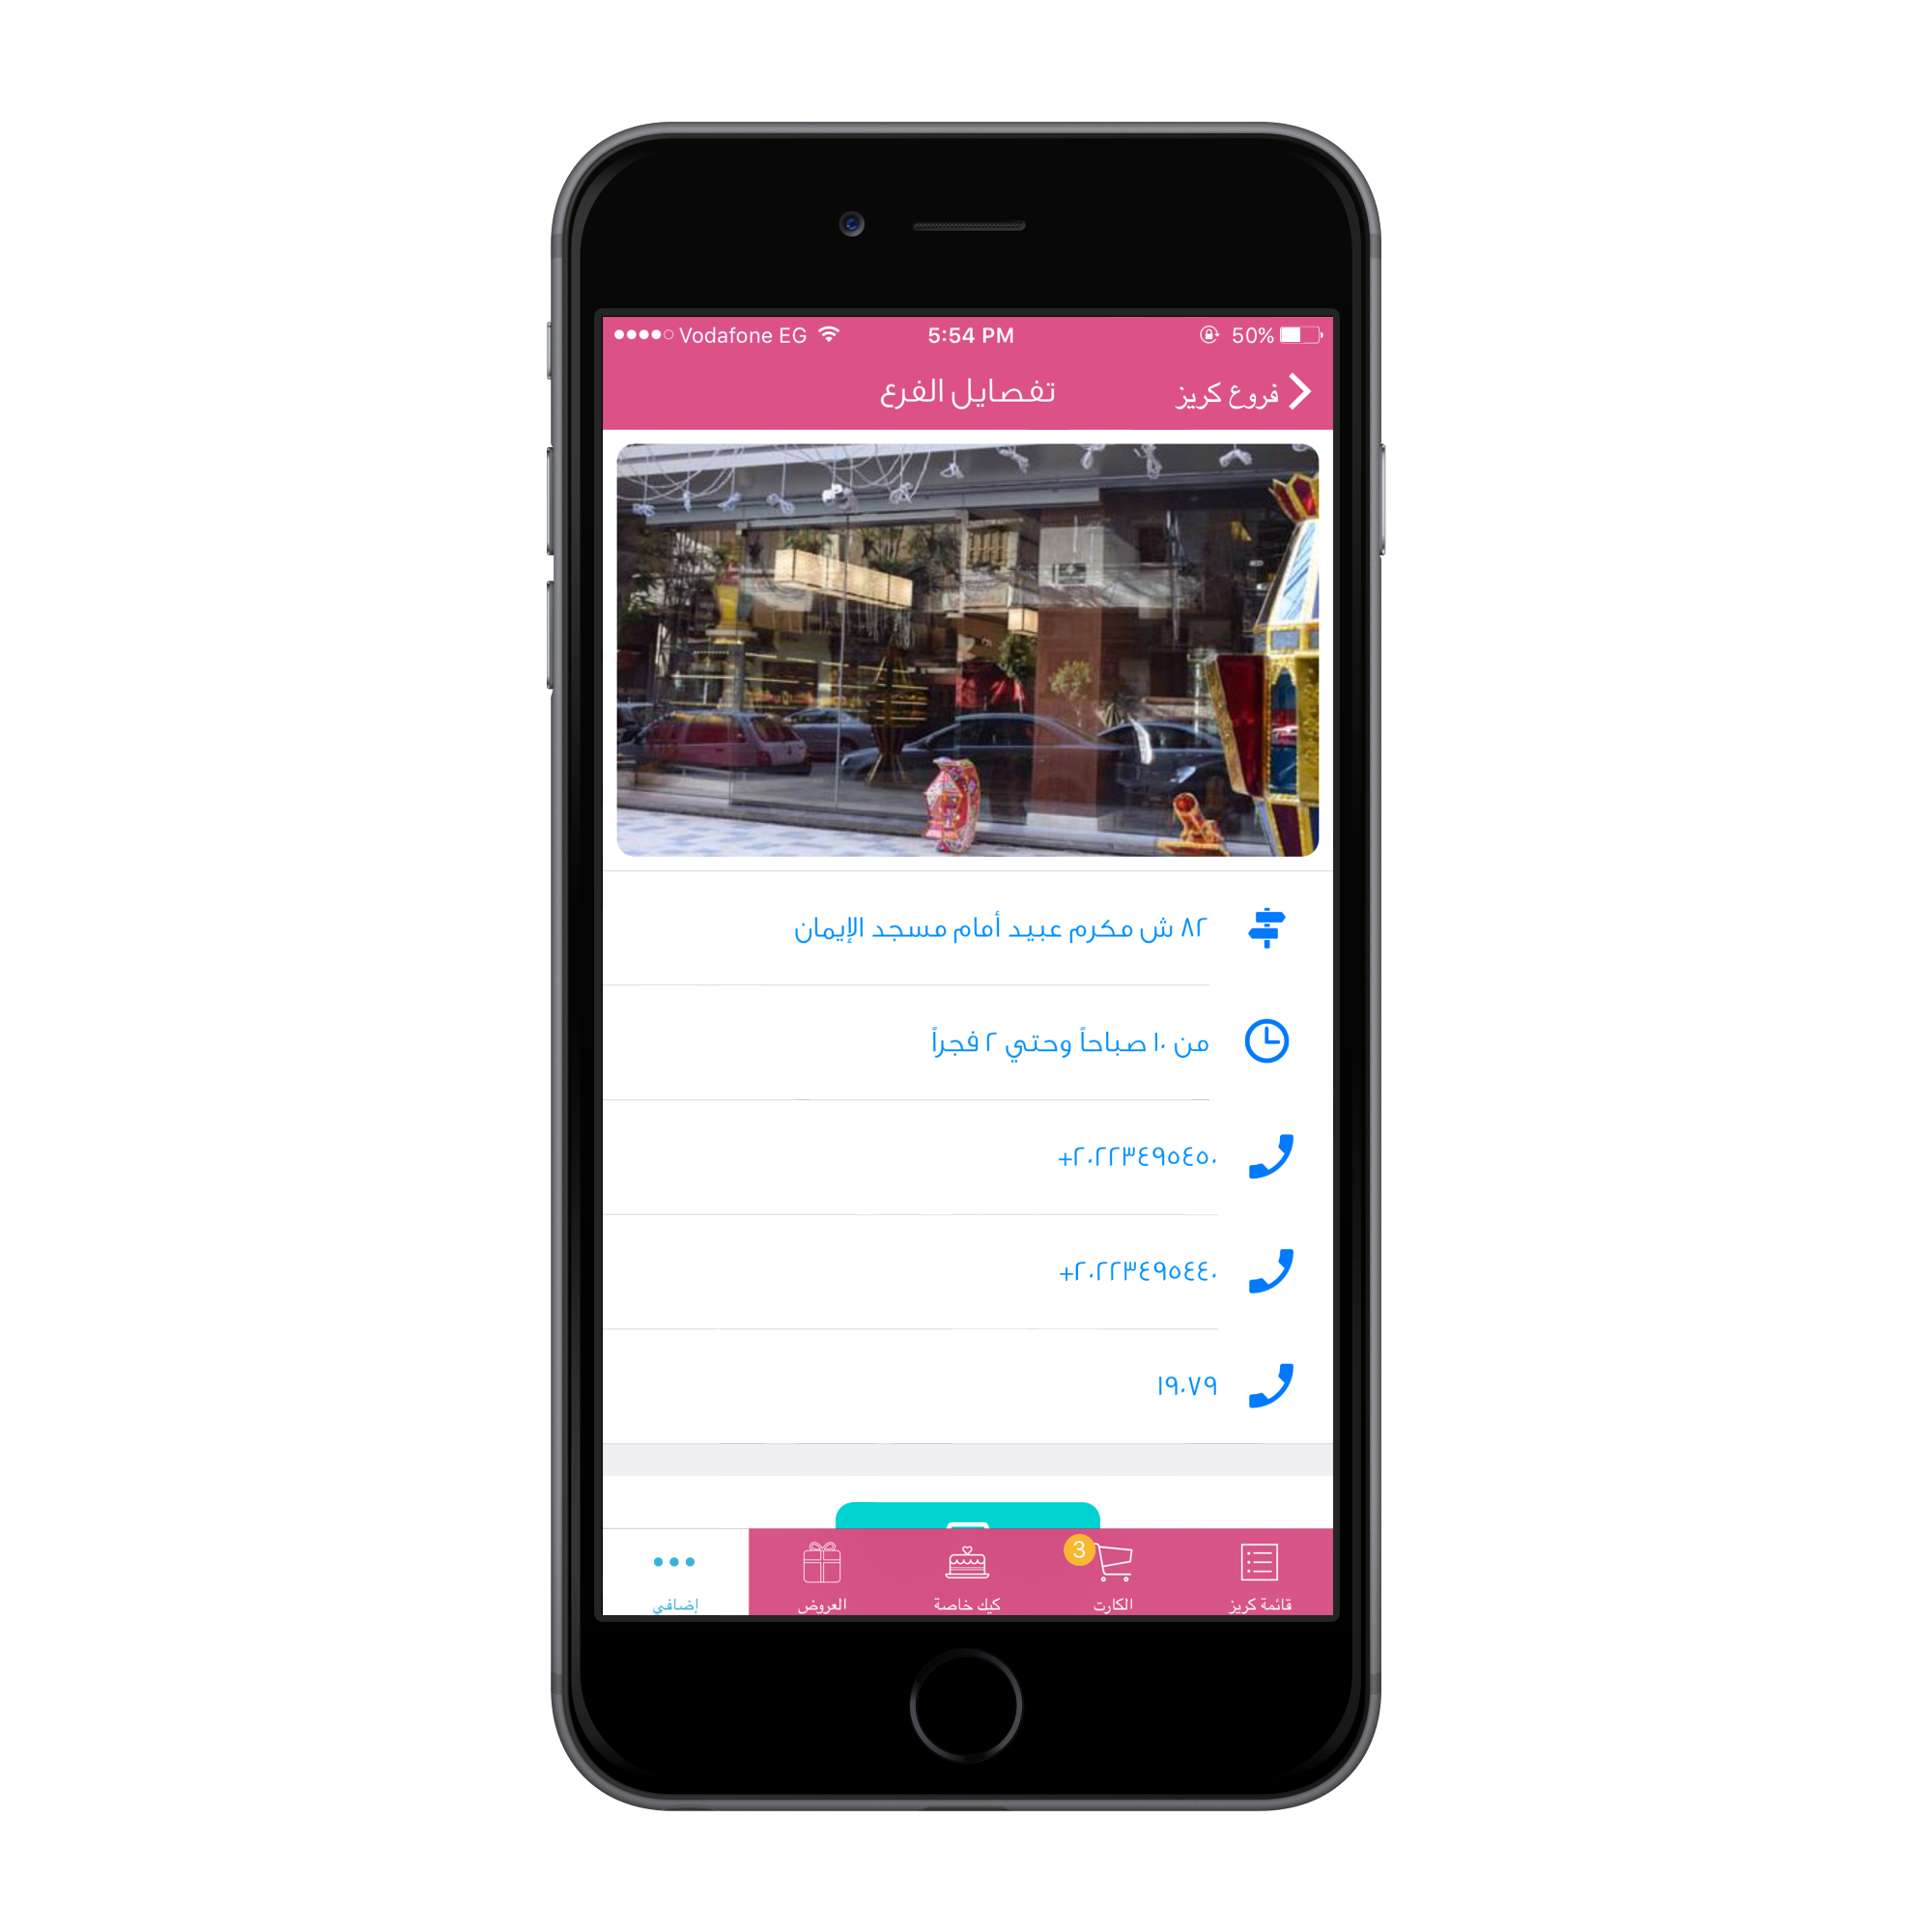 Vodafone EG 5:54 PM 50%
فروع كريز
تفصايل الفرع
٨٢ ش مكرم عبيد أمام مسجد الإيمان
من ١٠ صباحاً وحتي ٢ فجراً
+٢٠٢٢٣٤٩٥٤٥٠
+٢٠٢٢٣٤٩٥٤٤٠
١٩٠٧٩
3
قائمة كريز
الكارت
كيك خاصة
العروض
إضافي